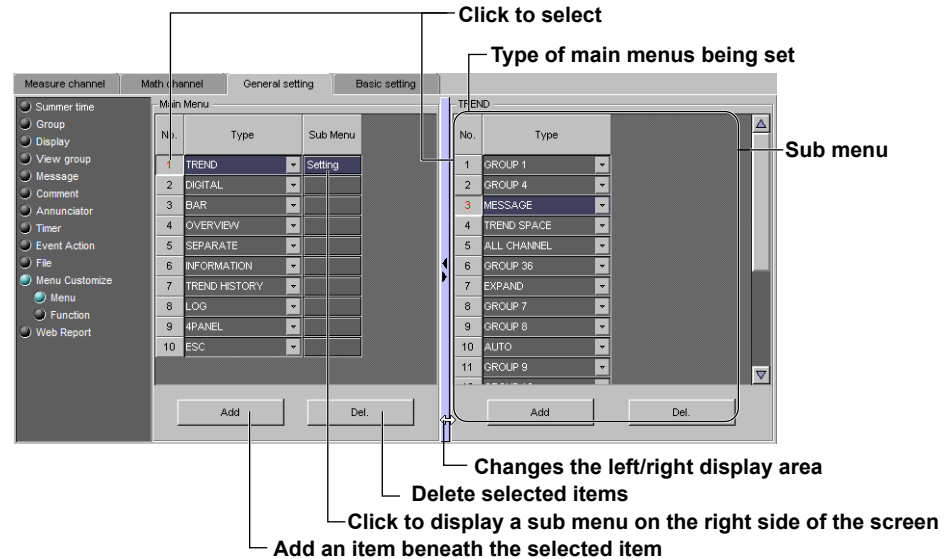 Click to select
Type of main menus being set
Measure channel
Math channel
General setting
Basic setting
Summer time
Group
Display
View group
Message
Comment
Annunciator
Timer
Event Action
File
Menu Customize
Menu
Function
Web Report
Main Menu
No. Type Sub Menu
1 TREND Setting
2 DIGITAL
3 BAR
4 OVERVIEW
5 SEPARATE
6 INFORMATION
7 TREND HISTORY
8 LOG
9 4PANEL
10 ESC
Add Del.
TREND
No. Type
1 GROUP 1
2 GROUP 4
3 MESSAGE
4 TREND SPACE
5 ALL CHANNEL
6 GROUP 36
7 EXPAND
8 GROUP 7
9 GROUP 8
10 AUTO
11 GROUP 9
Add Del.
Sub menu
Changes the left/right display area
Delete selected items
Click to display a sub menu on the right side of the screen
Add an item beneath the selected item